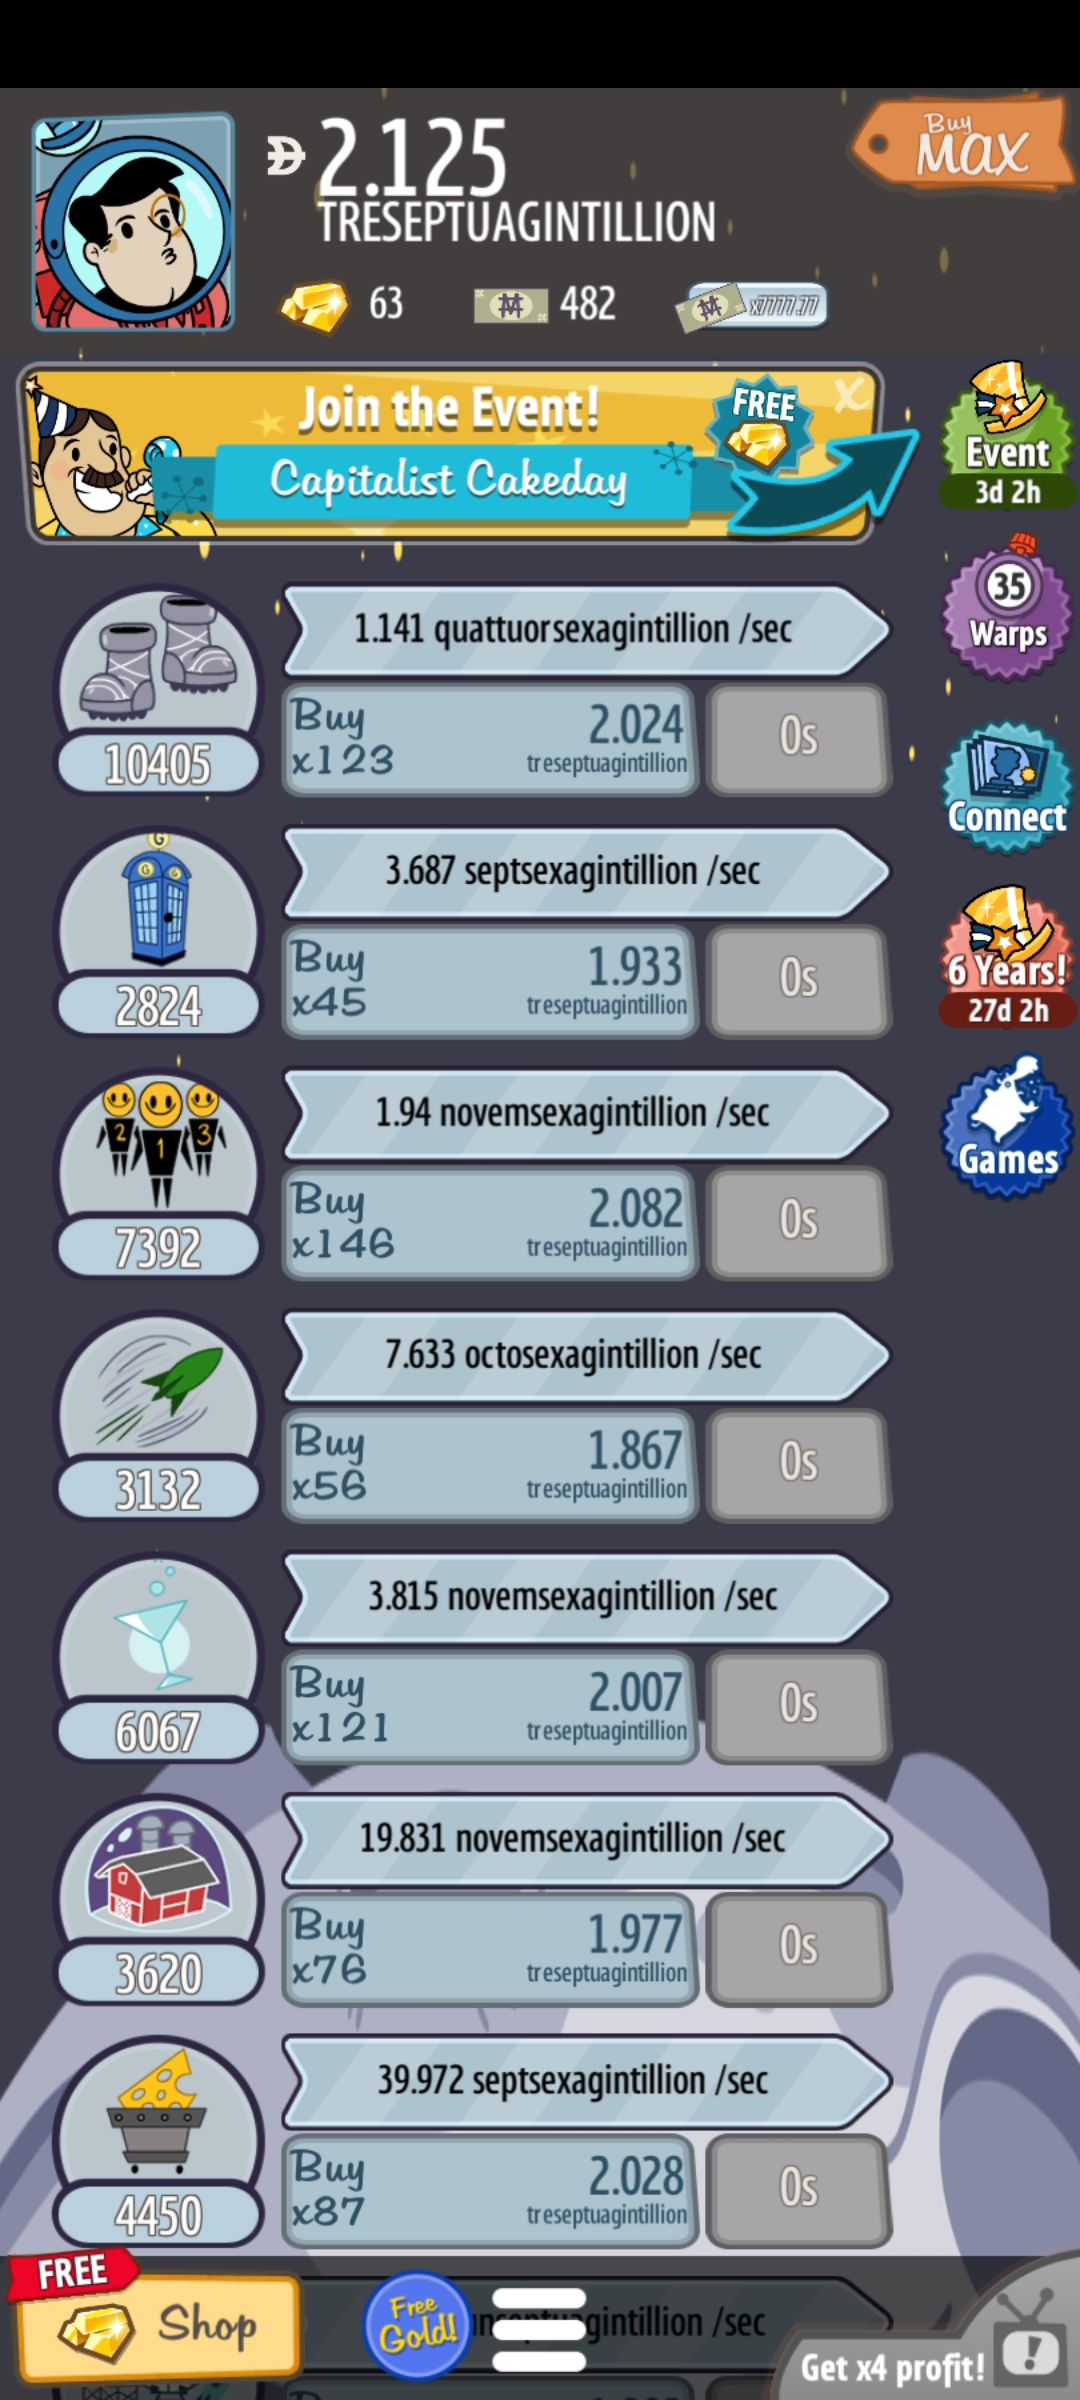 2.125
TRESEPTUAGINTILLION
Buy
Max
63
482
x7777.77
Join the Event!
Capitalist Cakeday
FREE
x
Event
3d 2h
35
Warps
Connect
6 Years!
27d 2h
Games
1.141 quattuorsexagintillion /sec
10405
Buy
x123
2.024
treseptuagintillion
0s
G
G G
3.687 septsexagintillion /sec
2824
Buy
x45
1.933
treseptuagintillion
0s
2 1 3
1.94 novemsexagintillion /sec
7392
Buy
x146
2.082
treseptuagintillion
0s
7.633 octosexagintillion /sec
3132
Buy
x56
1.867
treseptuagintillion
0s
3.815 novemsexagintillion /sec
6067
Buy
x121
2.007
treseptuagintillion
0s
19.831 novemsexagintillion /sec
3620
Buy
x76
1.977
treseptuagintillion
0s
39.972 septsexagintillion /sec
4450
Buy
x87
2.028
treseptuagintillion
0s
FREE
Shop
Free
Gold!
/sec
Get x4 profit!
!